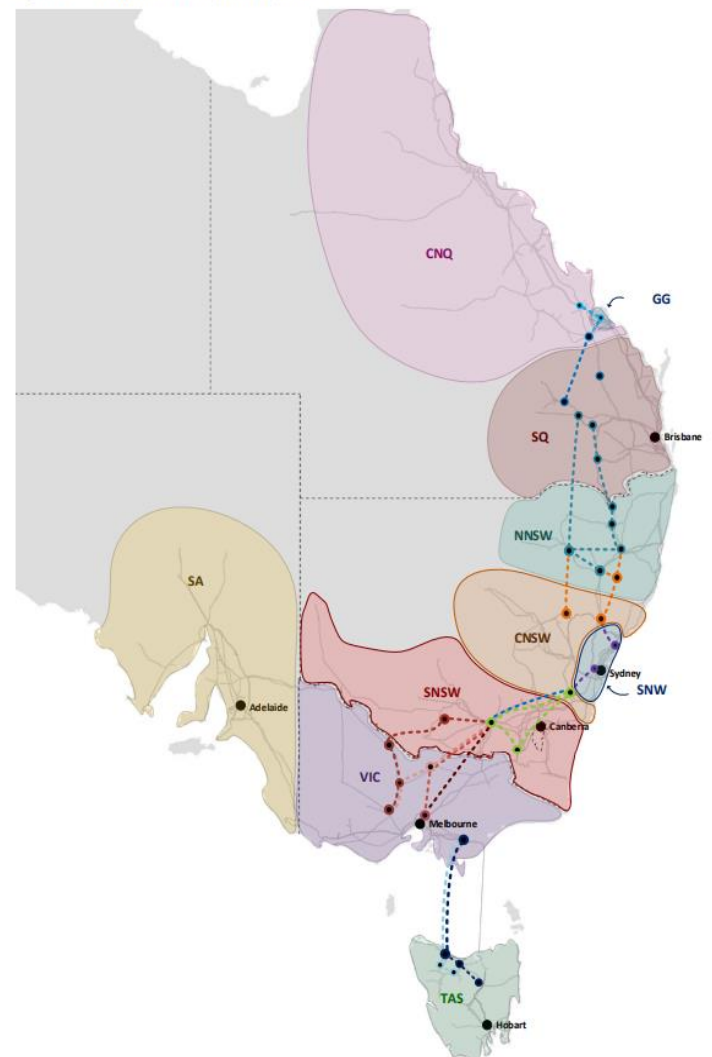 CNQ
GG
SQ
Brisbane
NNSW
SA
CNSW
Sydney
SNSW
SNW
Adelaide
Canberra
VIC
Melbourne
TAS
Hobart